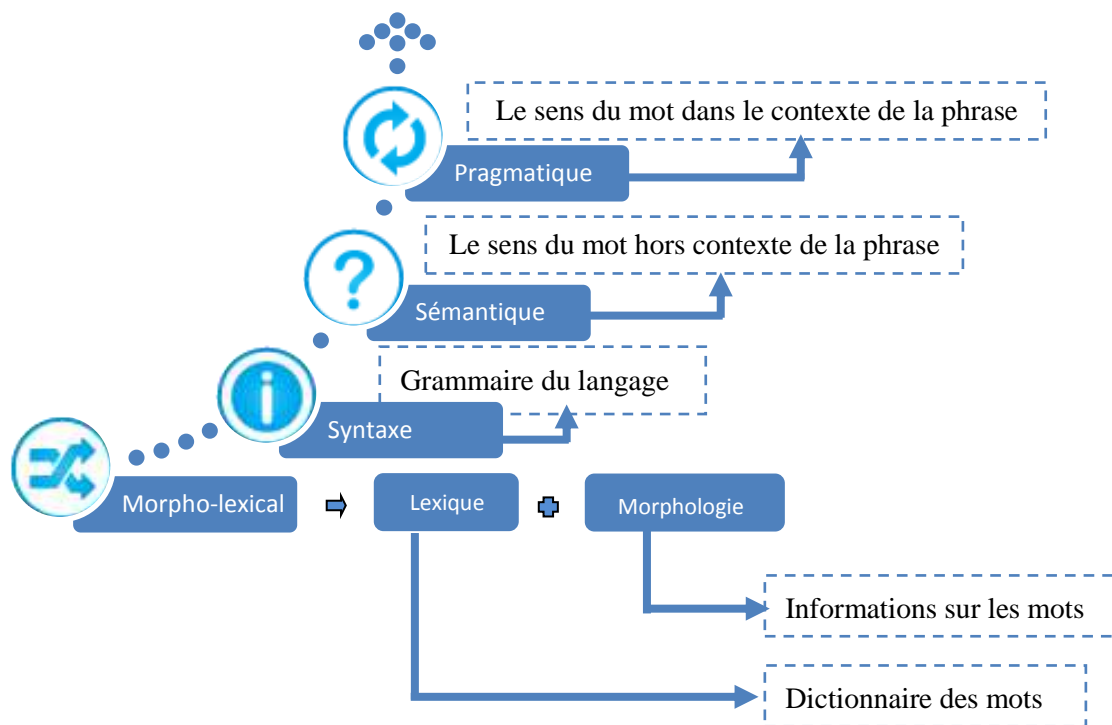 Le sens du mot dans le contexte de la phrase
Pragmatique
Le sens du mot hors contexte de la phrase
Sémantique
Grammaire du langage
Syntaxe
Morpho-lexical
Lexique
Morphologie
Informations sur les mots
Dictionnaire des mots